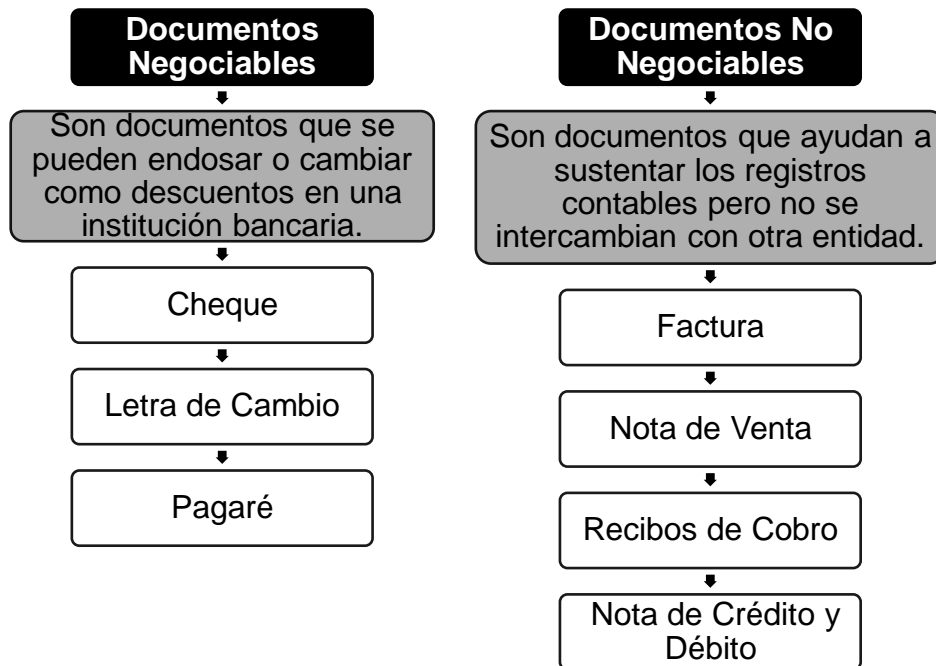 Documentos
Negociables
Son documentos que se
pueden endosar o cambiar
como descuentos en una
institución bancaria.
Cheque
Letra de Cambio
Pagaré
Documentos No
Negociables
Son documentos que ayudan a
sustentar los registros
contables pero no se
intercambian con otra entidad.
Factura
Nota de Venta
Recibos de Cobro
Nota de Crédito y
Débito